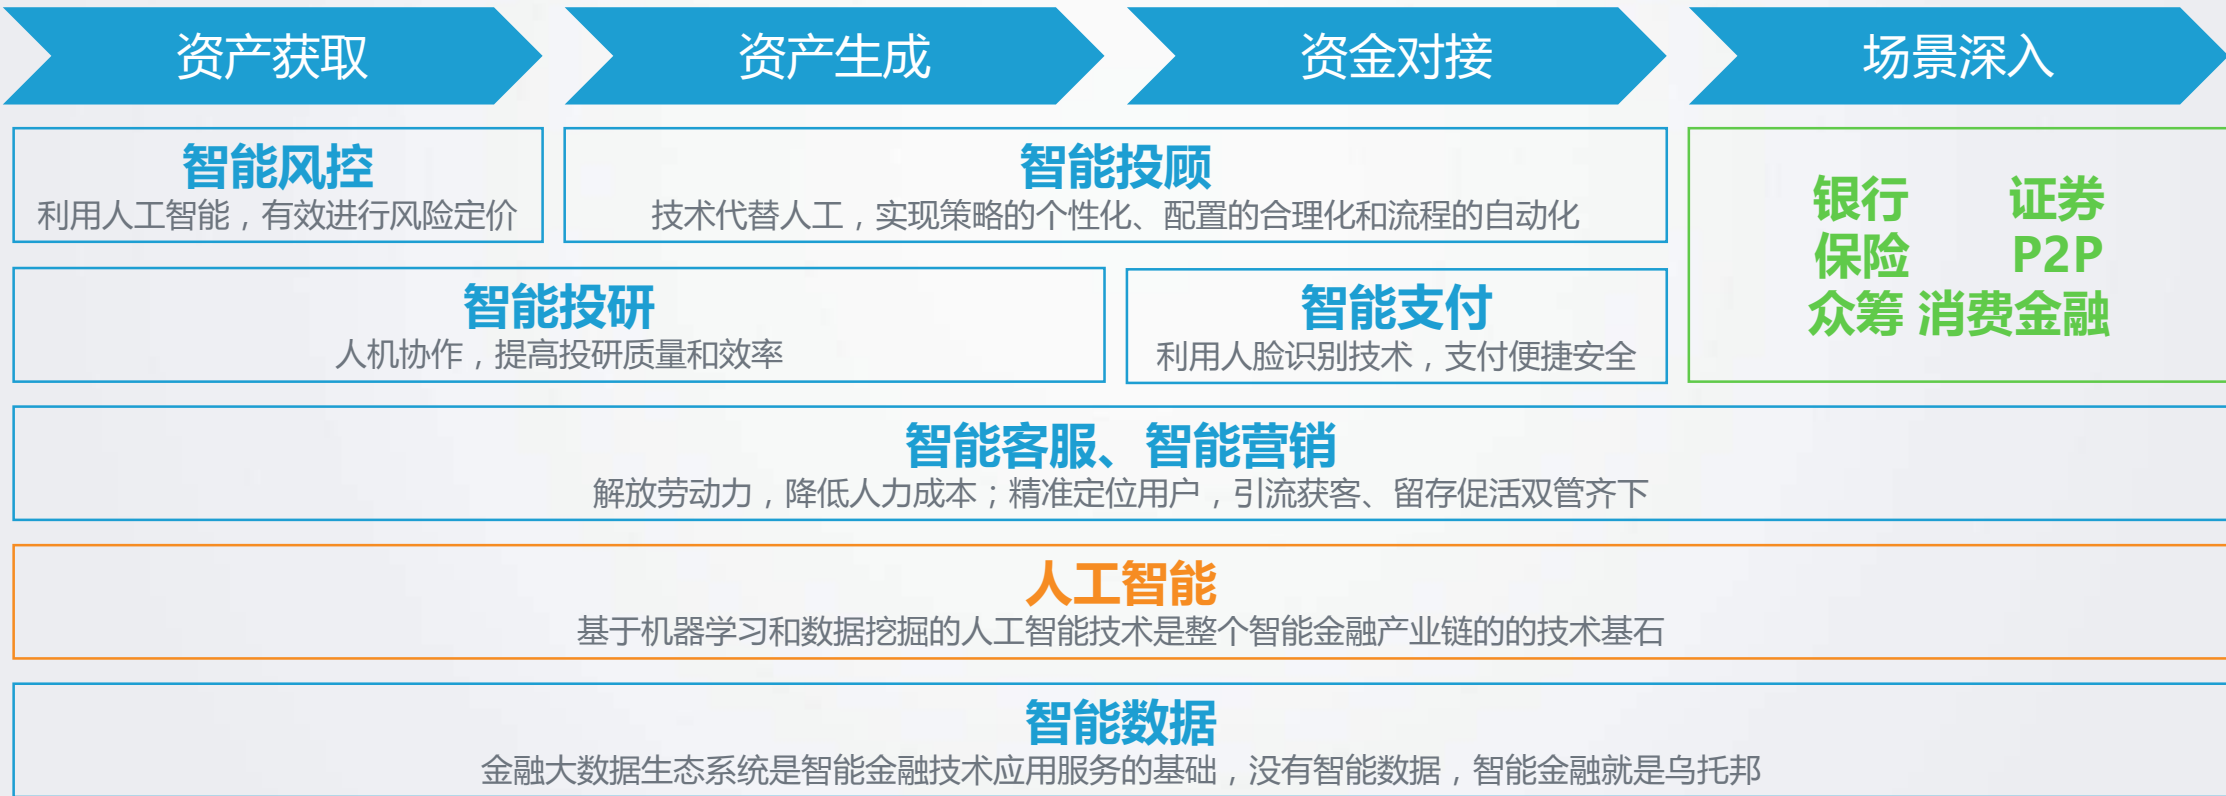 资产获取
资产生成
资金对接
场景深入
智能风控
利用人工智能，有效进行风险定价
智能投顾
技术代替人工，实现策略的个性化、配置的合理化和流程的自动化
银行 证券
保险 P2P
众筹 消费金融
智能投研
人机协作，提高投研质量和效率
智能支付
利用人脸识别技术，支付便捷安全
智能客服、智能营销
解放劳动力，降低人力成本；精准定位用户，引流获客、留存促活双管齐下
人工智能
基于机器学习和数据挖掘的人工智能技术是整个智能金融产业链的的技术基石
智能数据
金融大数据生态系统是智能金融技术应用服务的基础，没有智能数据，智能金融就是乌托邦